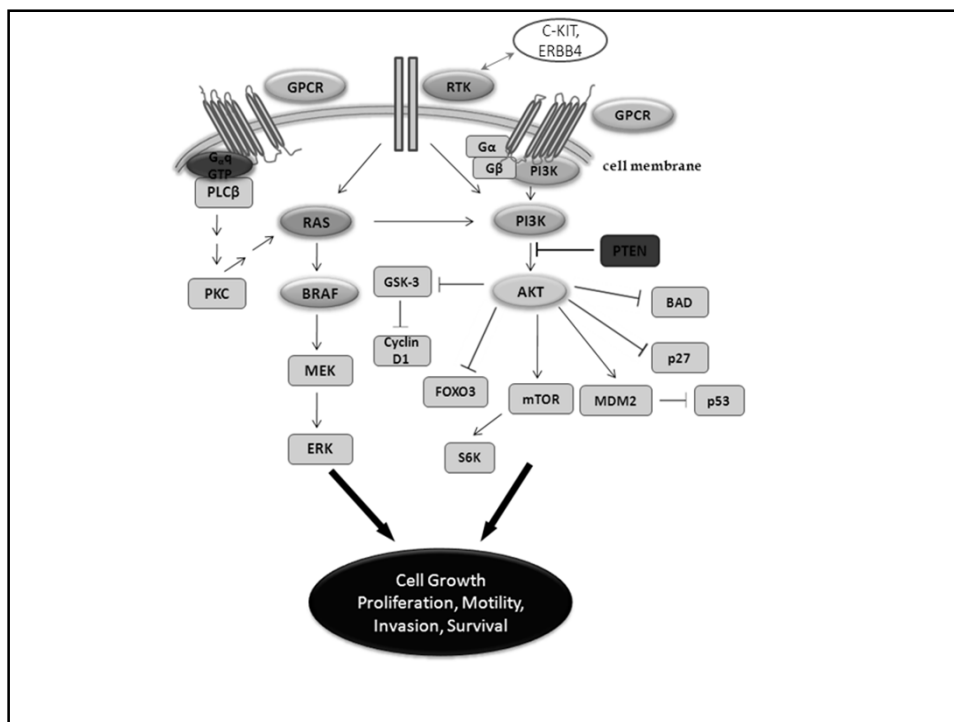 C-KIT,
ERBB4
GPCR
RTK
GPCR
Gα
Gβ
PI3K
cell membrane
Gαq
GTP
PLCβ
RAS
PI3K
PTEN
PKC
BRAF
GSK-3
AKT
BAD
Cyclin
D1
p27
MEK
FOXO3
mTOR
MDM2
p53
ERK
S6K
Cell Growth
Proliferation, Motility,
Invasion, Survival